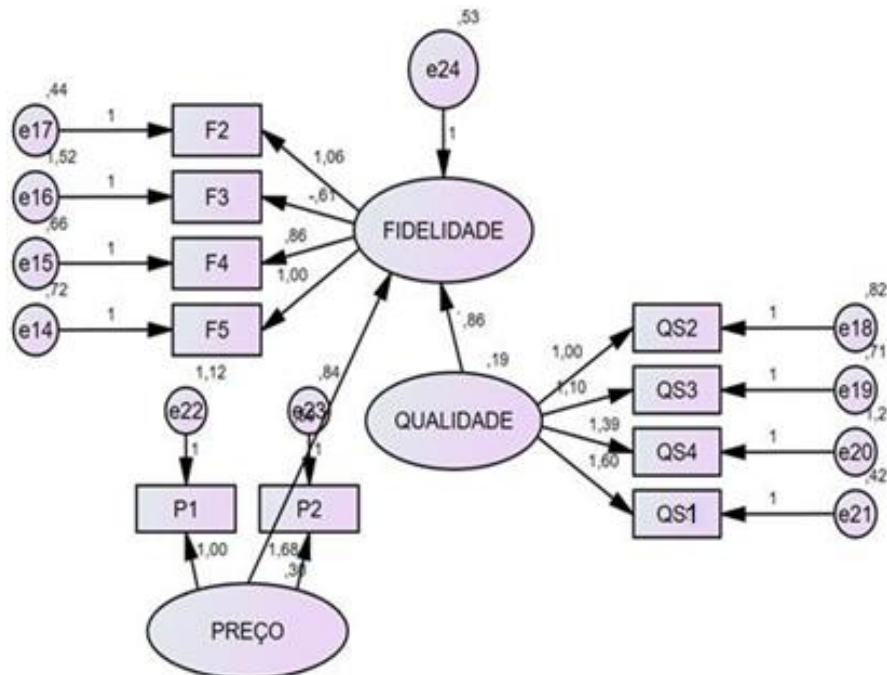 ,53
e24
1
,44
e17
1
F2
1,06
1,52
e16
1
F3
-,61
,66
e15
1
F4
,86
,72
e14
1
F5
1,00
FIDELIDADE
,86
,19
QUALIDADE
1,00
QS2
1
,82
e18
1,10
QS3
1
,71
e19
1,39
QS4
1
1,2
e20
1,60
QS1
1
,42
e21
1,12
e22
1
P1
1,00
,84
e23
1
P2
1,68
,30
PREÇO